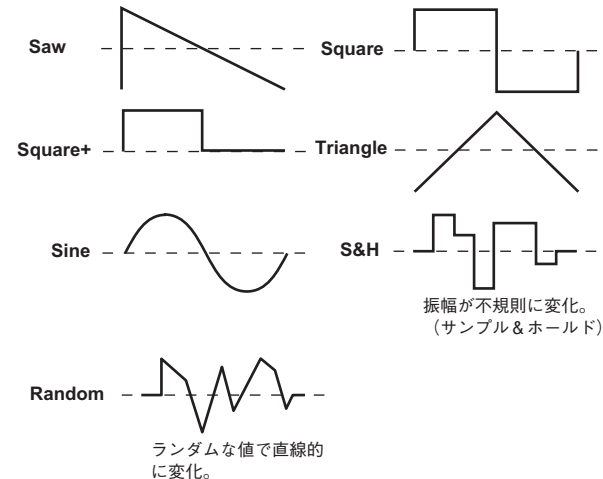 Saw
Square
Square+
Triangle
Sine
S&H
振幅が不規則に変化。
（サンプル＆ホールド）
Random
ランダムな値で直線的
に変化。